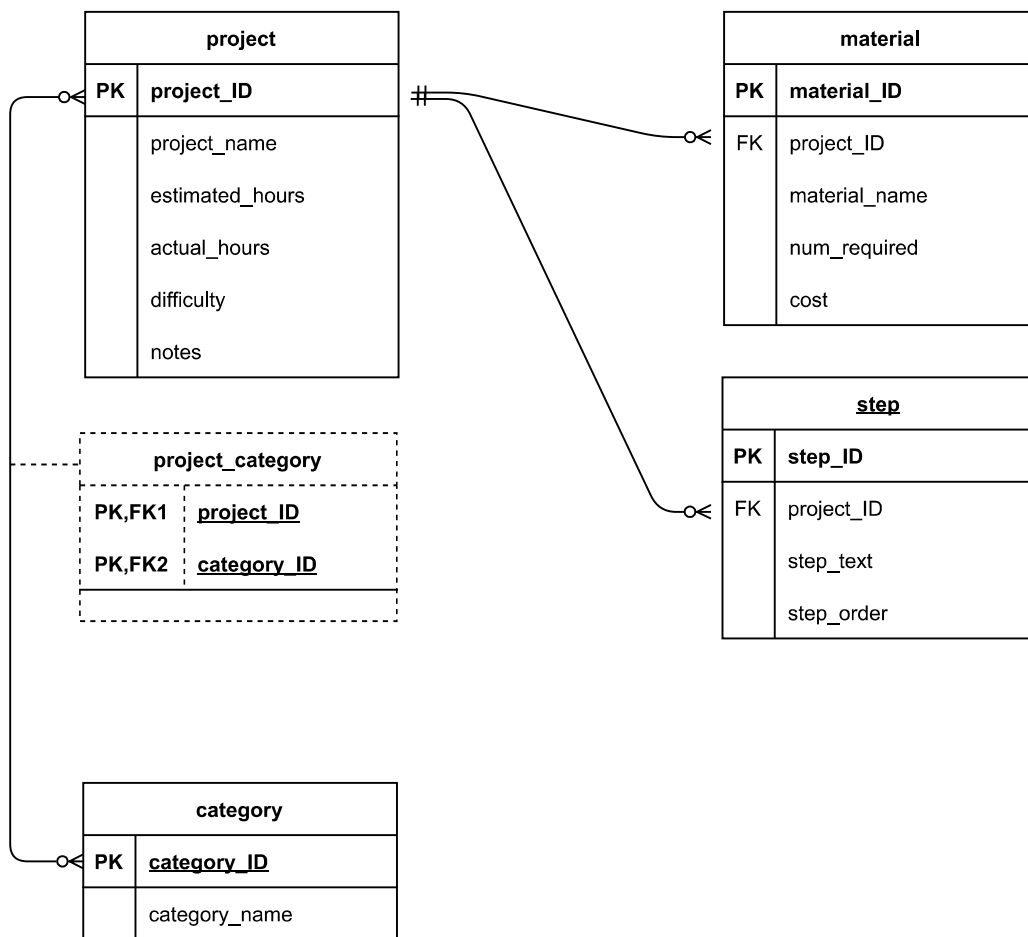 project
PK project_ID
project_name
estimated_hours
actual_hours
difficulty
notes
material
PK material_ID
FK project_ID
material_name
num_required
cost
step
PK step_ID
FK project_ID
step_text
step_order
project_category
PK,FK1 project_ID
PK,FK2 category_ID
category
PK category_ID
category_name